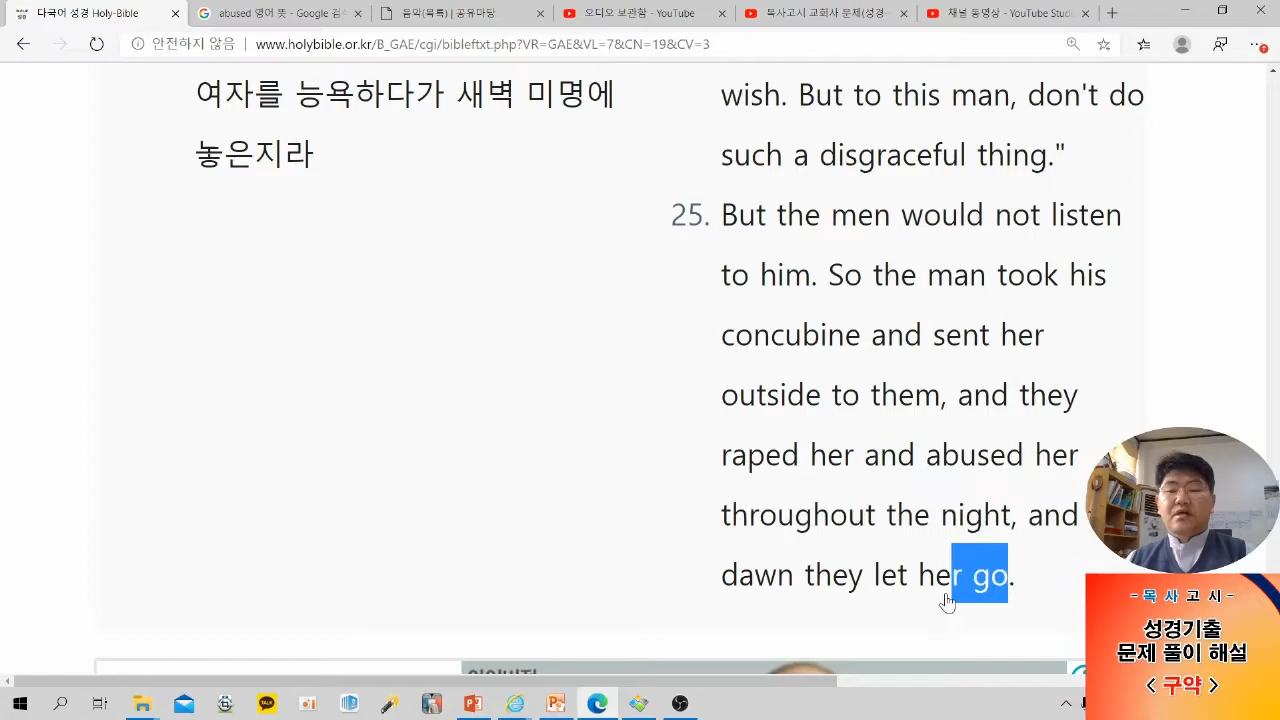 다국어 성경 Holy-Bible
abused 영어 뜻 - Google 검
음악(목록) | 공유마당
오디오 보관함 - YouTube
목사고시 교회사 문제(성경~
채널 동영상 - YouTube Stud
안전하지 않음
www.holybible.or.kr/B_GAE/cgi/bibleftxt.php?VR=GAE&VL=7&CN=19&CV=3
여자를 능욕하다가 새벽 미명에
놓은지라
wish. But to this man, don't do
such a disgraceful thing."
25. But the men would not listen
to him. So the man took his
concubine and sent her
outside to them, and they
raped her and abused her
throughout the night, and
dawn they let her go.
- 목 사 고 시 -
성경기출
문제 풀이 해설
< 구약 >
TALK